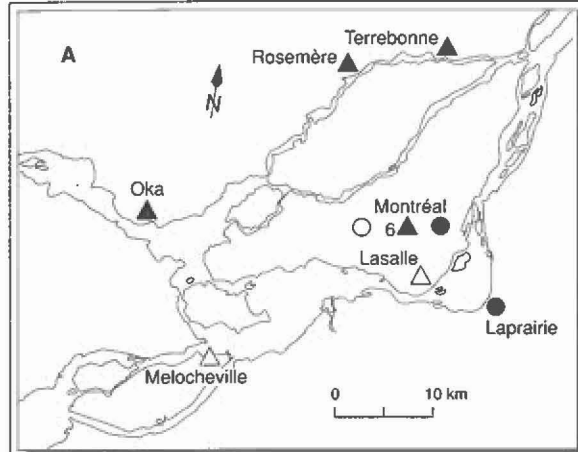 Terrebonne
A
Rosemère
N
Oka
Montréal
6
Lasalle
Laprairie
Melocheville
0 10 km